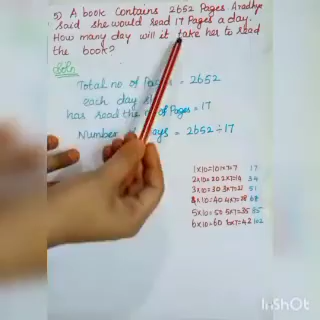 5) A book Contains 2652 Pages Aradhya
said she would read 17 Pages a day.
How many day will it take her to read
the book?
Soln
Total no of Pages = 2652
each day
has read the no of Pages = 17
Number = 2652÷17
1×10=10 1×7=7 17
2×10=20 2×7=14 34
3×10=30 3×7=21 51
4×10=40 4×7=28 68
5×10=50 5×7=35 85
6×10=60 6×7=42 102
InShOt